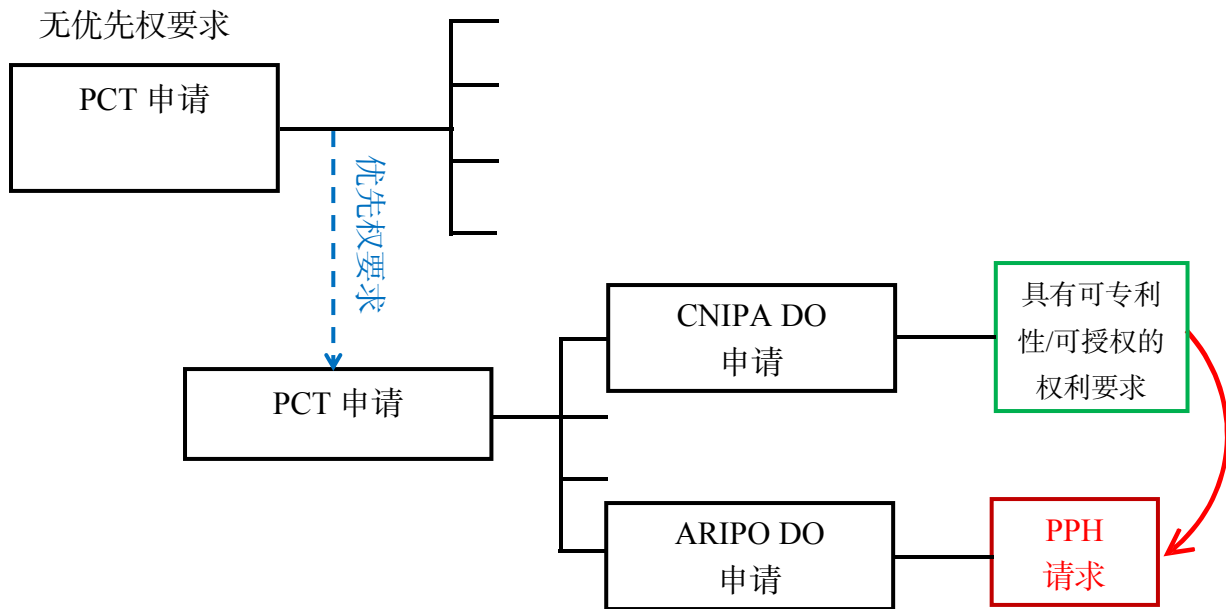 无优先权要求
PCT 申请
优先权要求
PCT 申请
CNIPA DO
申请
具有可专利
性/可授权的
权利要求
ARIPO DO
申请
PPH
请求